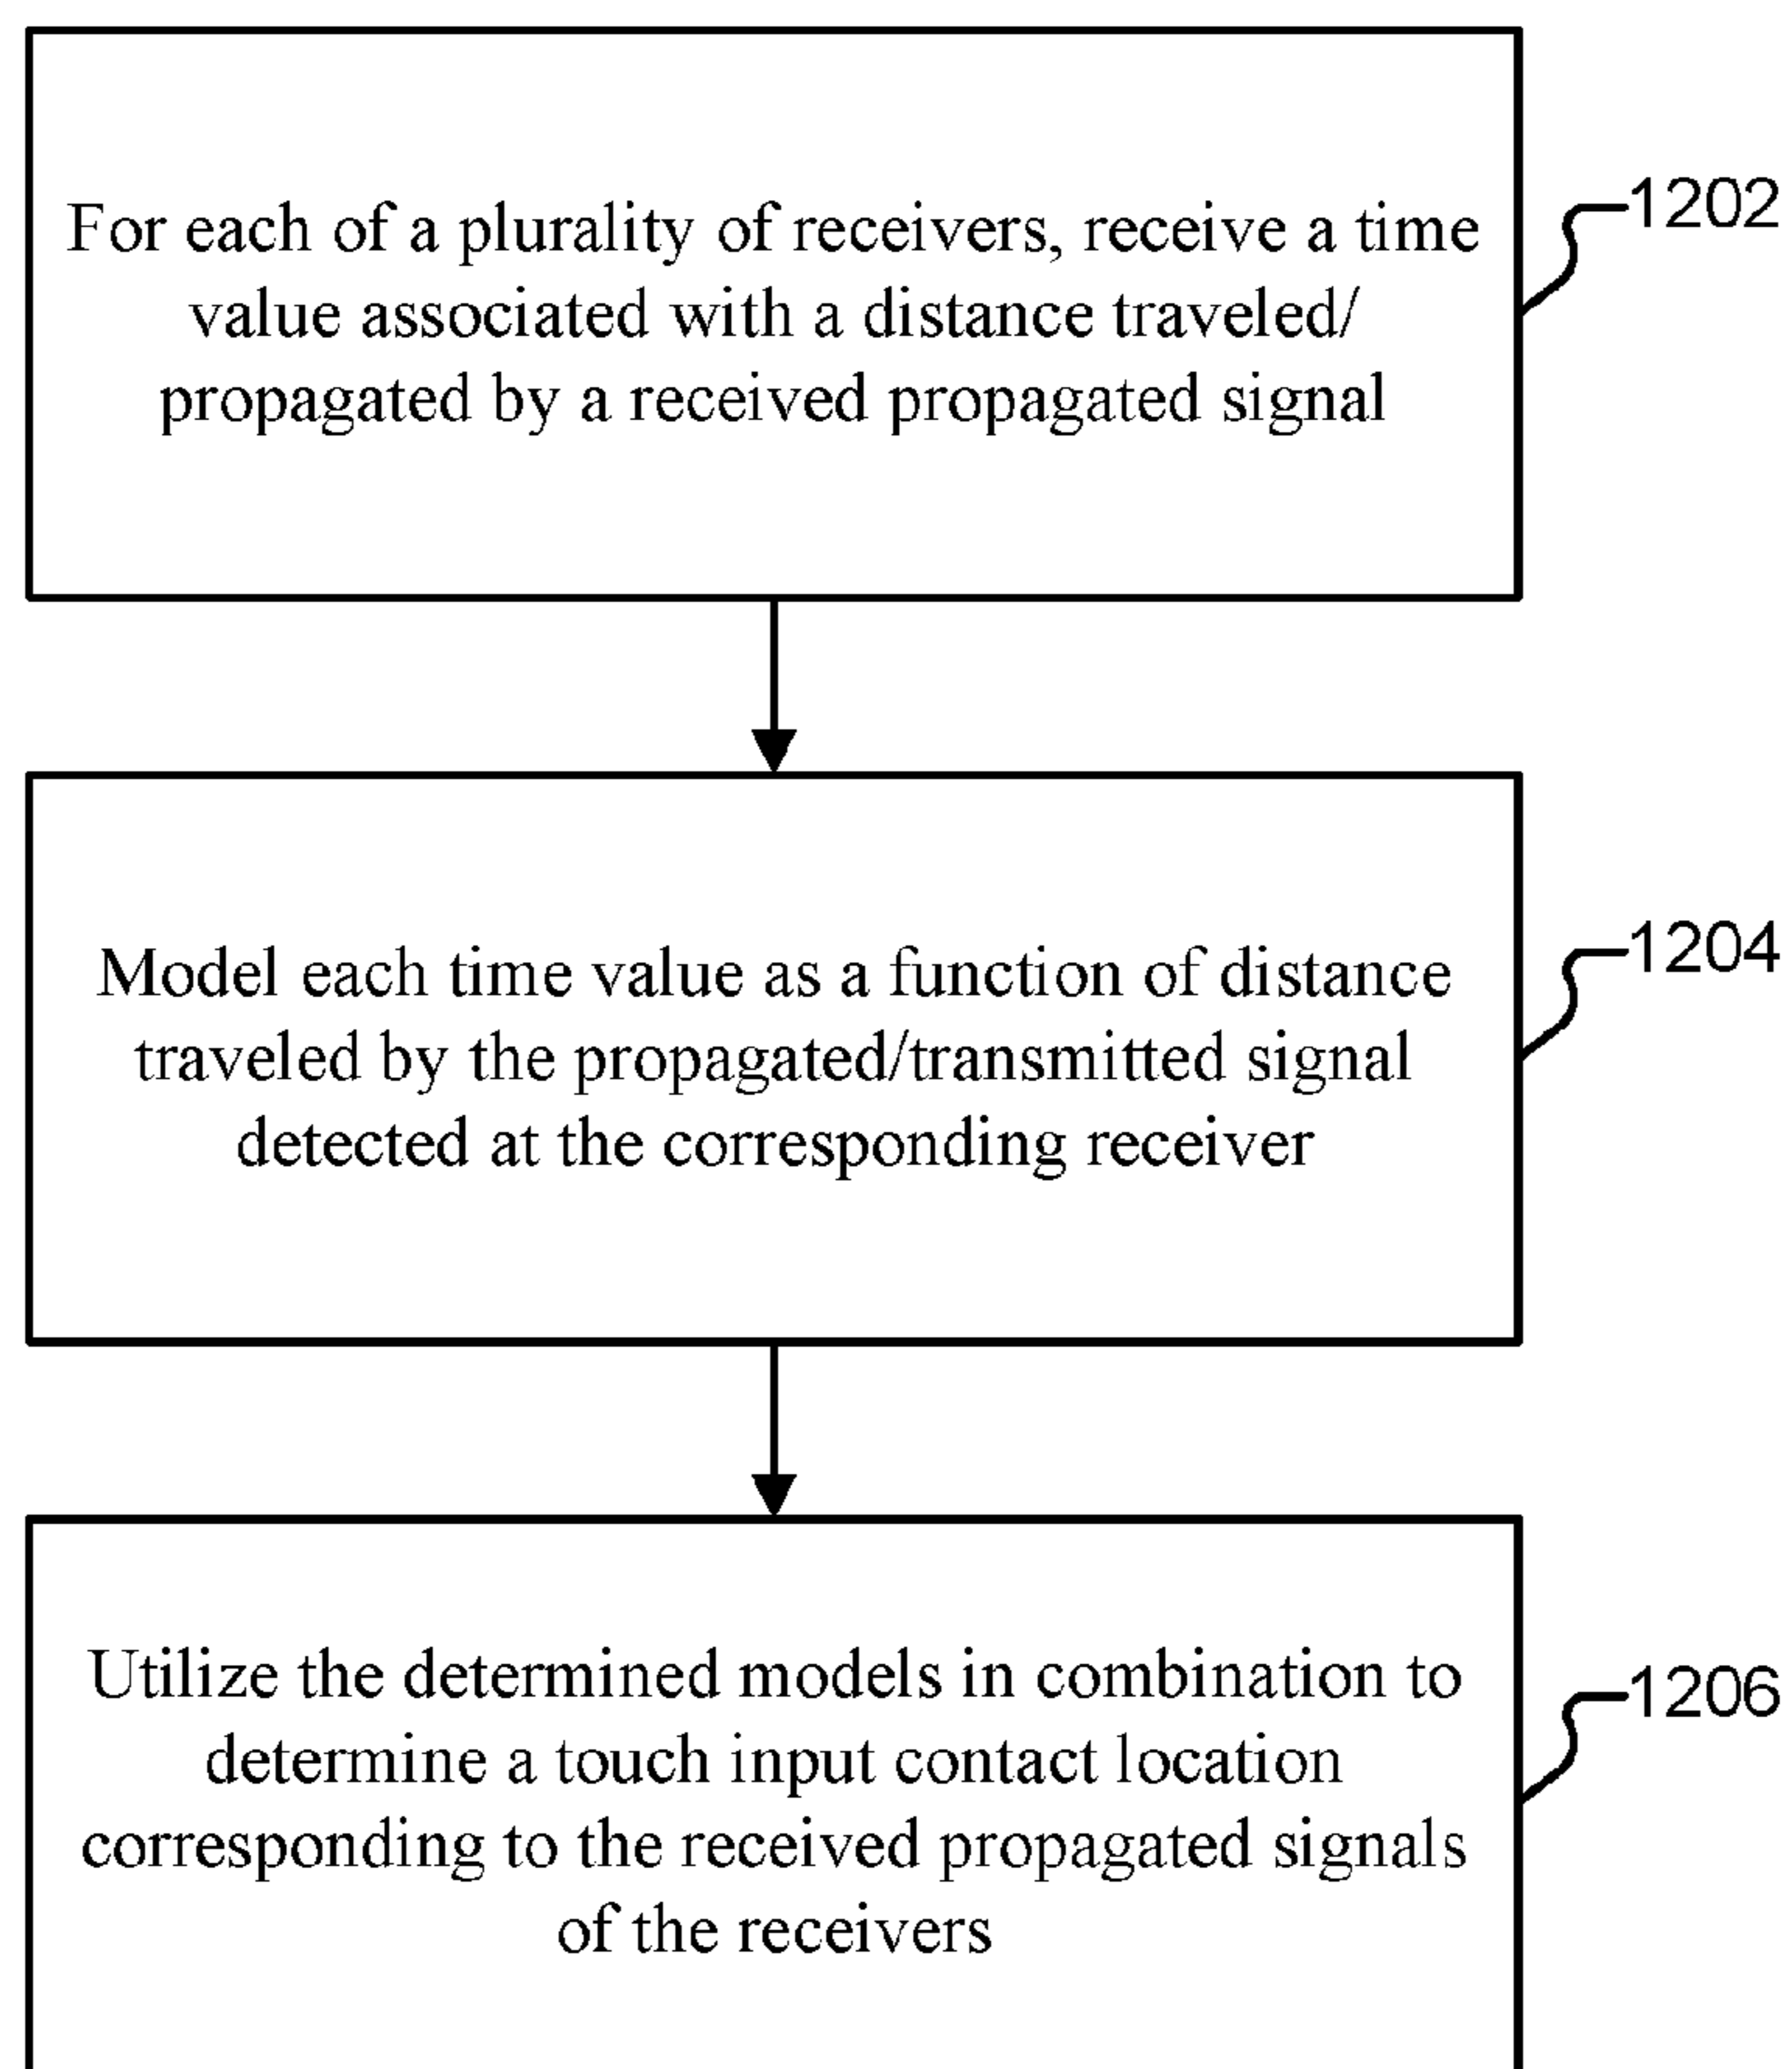 For each of a plurality of receivers, receive a time
value associated with a distance traveled/
propagated by a received propagated signal
1202
Model each time value as a function of distance
traveled by the propagated/transmitted signal
detected at the corresponding receiver
1204
Utilize the determined models in combination to
determine a touch input contact location
corresponding to the received propagated signals
of the receivers
1206